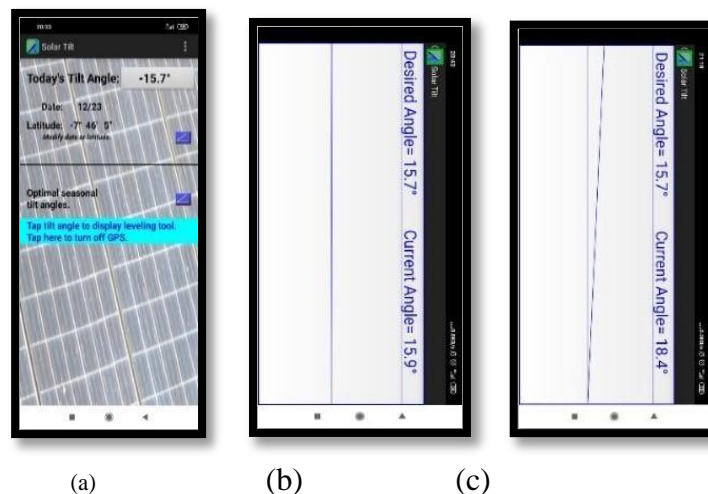 Solar Tilt
Today's Tilt Angle: -15.7°
Date: 12/23
Latitude: -7° 46' 5"
Modify date or latitude.
Optimal seasonal
tilt angles.
Tap tilt angle to display leveling tool.
Tap here to turn off GPS.
20:43
Solar Tilt
Desired Angle= 15.7° Current Angle= 15.9°
Solar Tilt
Desired Angle= 15.7° Current Angle= 18.4°
(a) (b) (c)